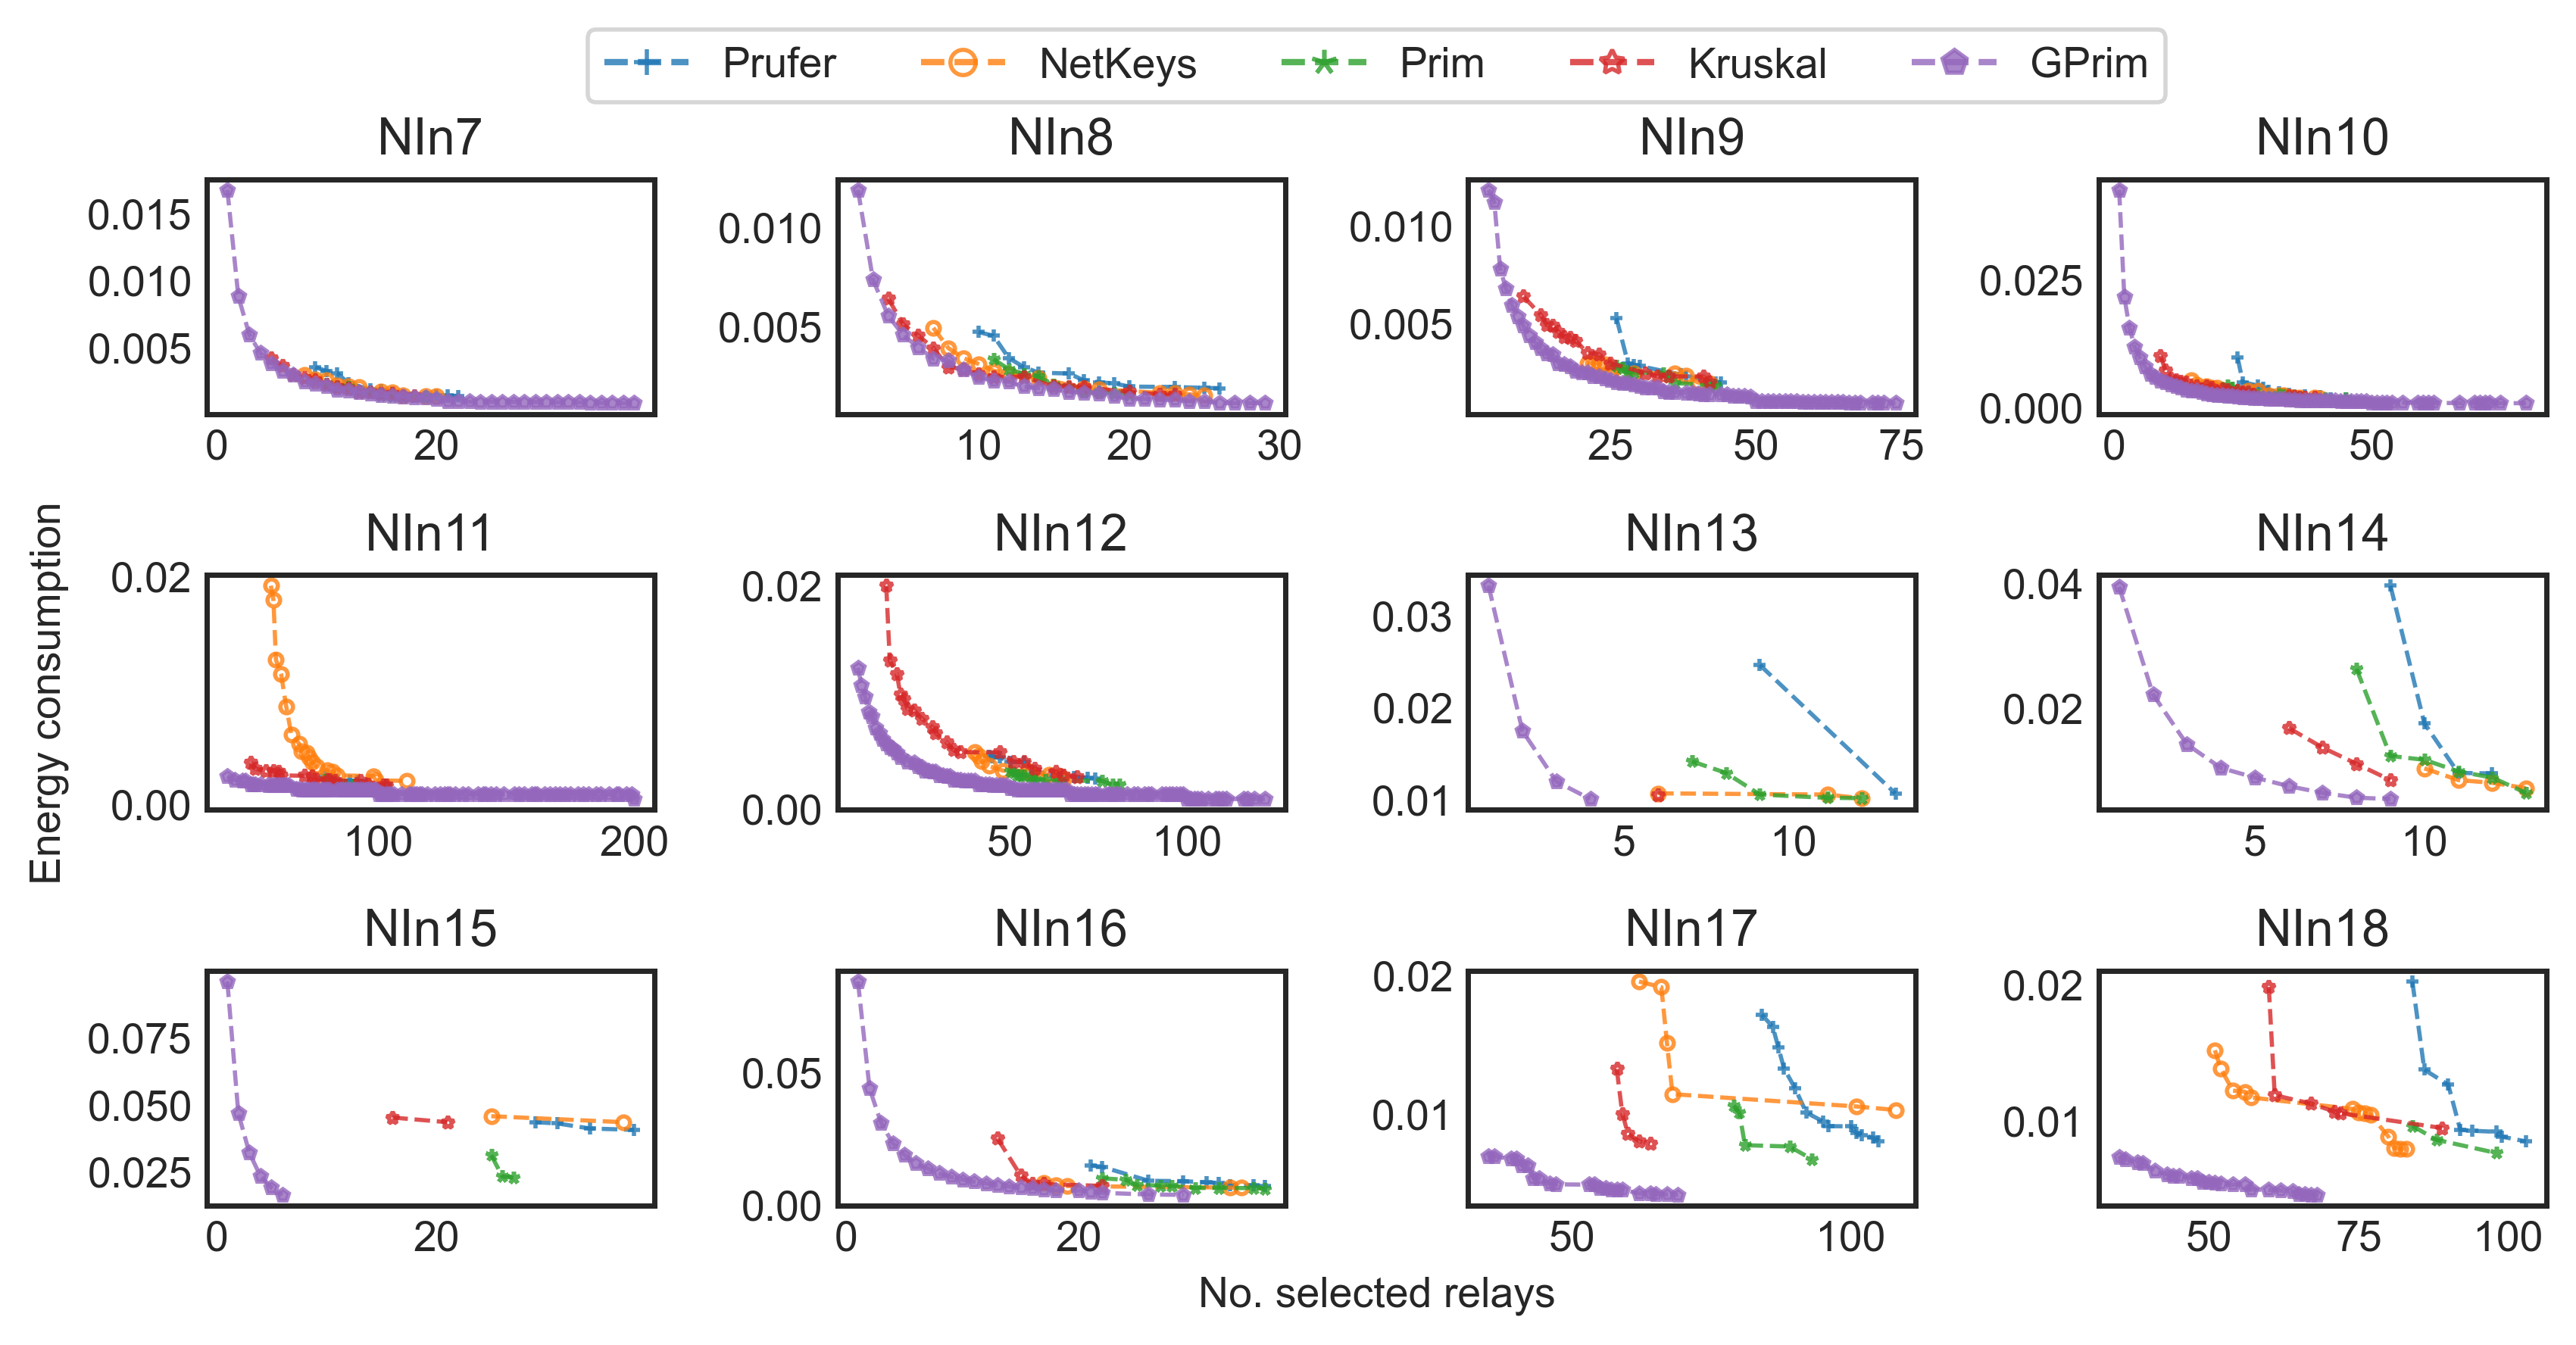 Prufer NetKeys Prim Kruskal GPrim
NIn7 NIn8 NIn9 NIn10
0.015 0.010 0.005
0 20
0.010 0.005
10 20 30
0.010 0.005
25 50 75
0.025 0.000
0 50
Energy consumption
NIn11 NIn12 NIn13 NIn14
0.02 0.00
100 200
0.02 0.00
50 100
0.03 0.02 0.01
5 10
0.04 0.02
5 10
NIn15 NIn16 NIn17 NIn18
0.075 0.050 0.025
0 20
0.05 0.00
0 20
0.02 0.01
50 100
0.02 0.01
50 75 100
No. selected relays